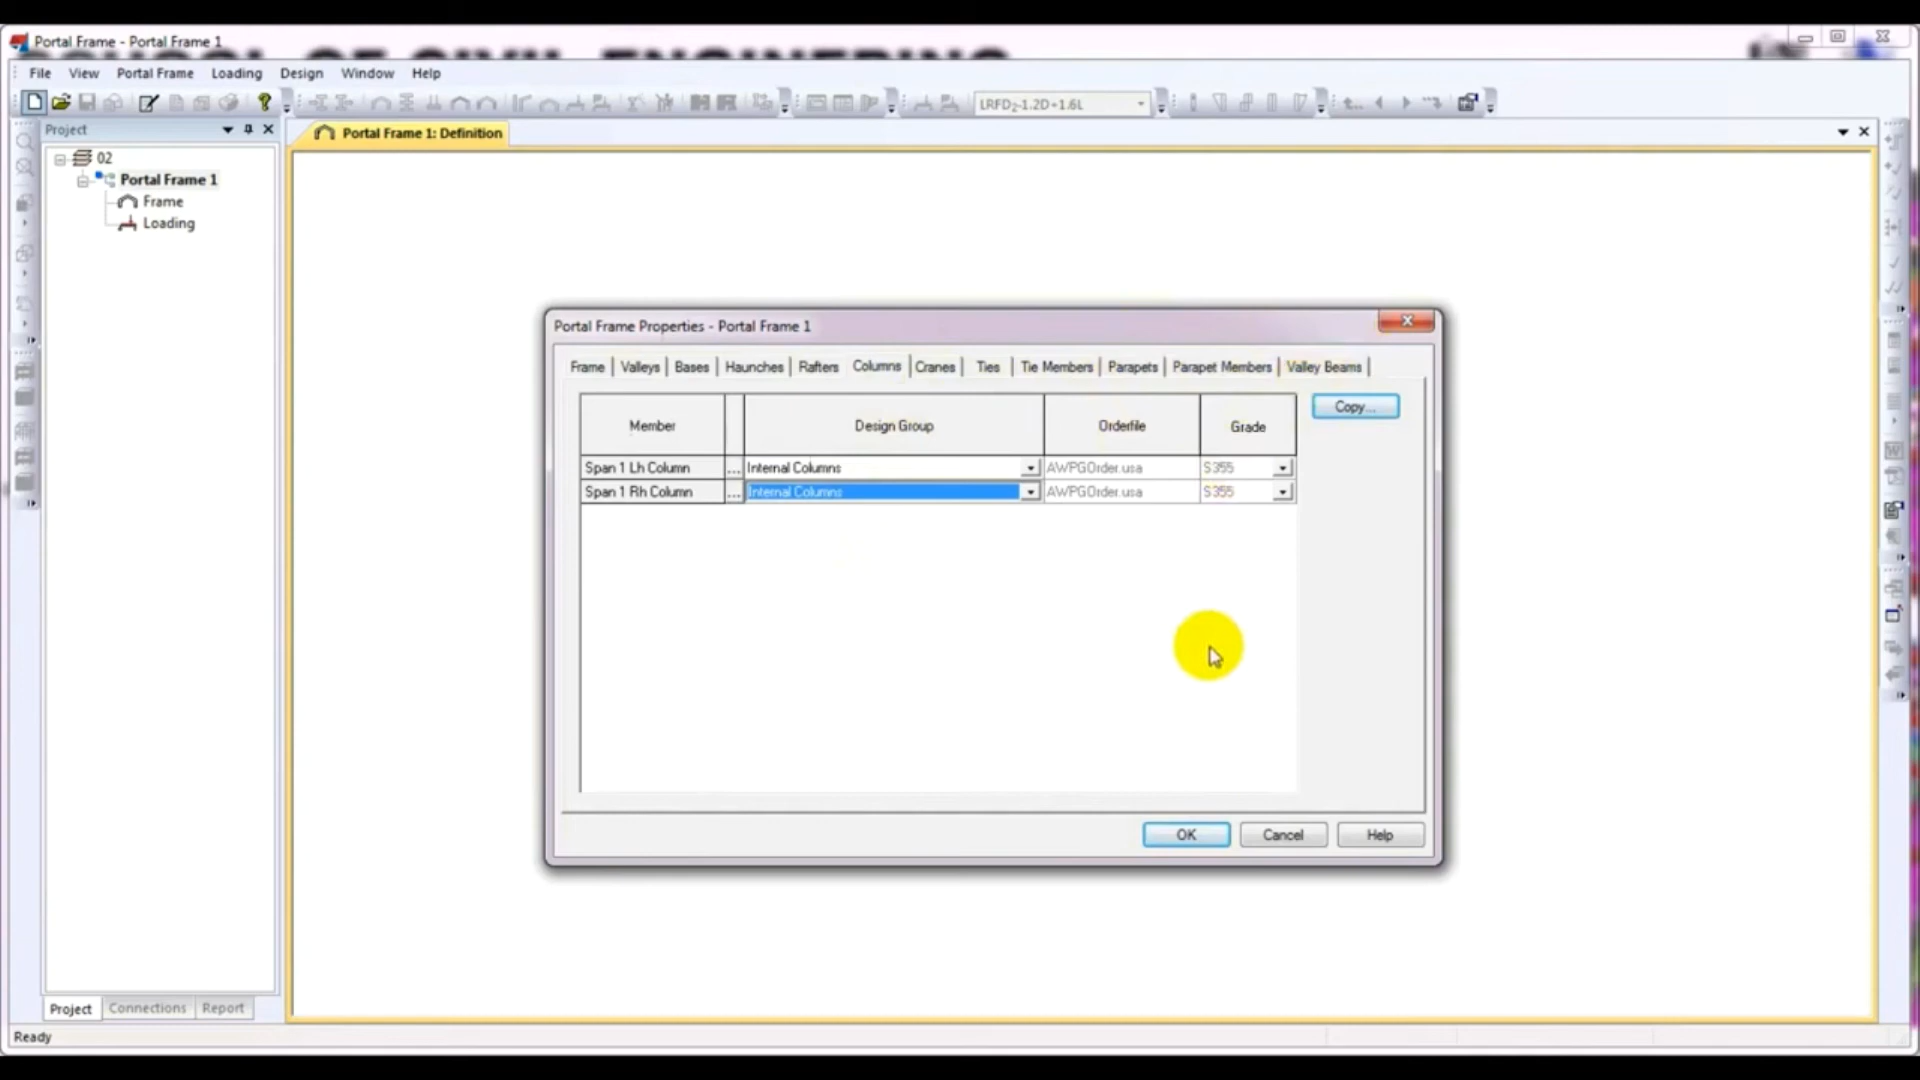 Portal Frame - Portal Frame 1
SCHOOL OF CIVIL ENGINEERING
File View Portal Frame Loading Design Window Help
LRFD2-1.2D+1.6L
Project
Portal Frame 1: Definition
02
Portal Frame 1
Frame
Loading
Portal Frame Properties - Portal Frame 1
Frame Valleys Bases Haunches Rafters Columns Cranes Ties Tie Members Parapets Parapet Members Valley Beams
Member Design Group Orderfile Grade
Copy...
Span 1 Lh Column ... Internal Columns AWPGOrder.usa S355
Span 1 Rh Column ... Internal Columns AWPGOrder.usa S355
OK Cancel Help
Project Connections Report
Ready